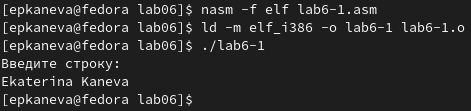 [epkaneva@fedora lab06]$ nasm -f elf lab6-1.asm
[epkaneva@fedora lab06]$ ld -m elf_i386 -o lab6-1 lab6-1.o
[epkaneva@fedora lab06]$ ./lab6-1
Введите строку:
Ekaterina Kaneva
[epkaneva@fedora lab06]$